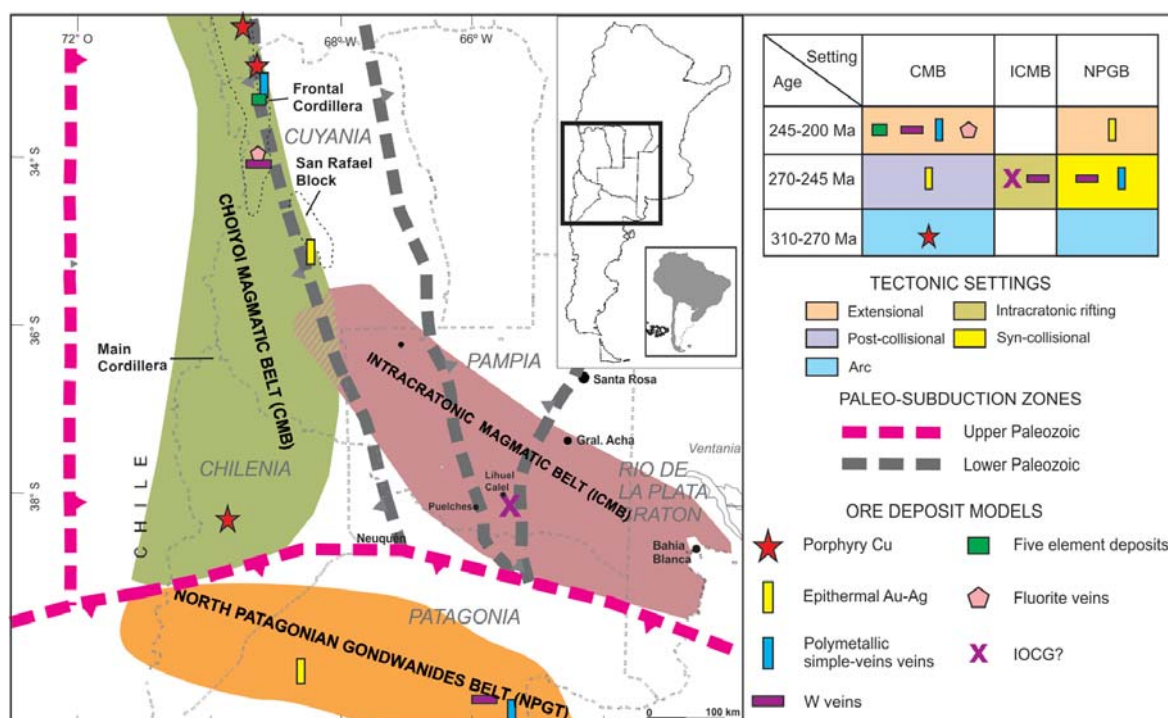 72° O
68° W
66° W
34°S
36°S
38°S
Frontal
Cordillera
CUYANIA
San Rafael
Block
CHOIYOI MAGMATIC BELT (CMB)
Main
Cordillera
CHILENIA
CHILE
PAMPIA
Santa Rosa
INTRACRATONIC MAGMATIC BELT (ICMB)
Gral. Acha
Ventania
RIO DE
LA PLATA
CRATON
Lihuel
Calel
Puelches
Neuquén
Bahia
Blanca
PATAGONIA
NORTH PATAGONIAN GONDWANIDES BELT (NPGT)
0 100 km
Setting
Age
CMB
ICMB
NPGB
245-200 Ma
270-245 Ma
310-270 Ma
TECTONIC SETTINGS
Extensional
Intracratonic rifting
Post-collisional
Syn-collisional
Arc
PALEO-SUBDUCTION ZONES
Upper Paleozoic
Lower Paleozoic
ORE DEPOSIT MODELS
Porphyry Cu
Five element deposits
Epithermal Au-Ag
Fluorite veins
Polymetallic
simple-veins veins
IOCG?
W veins